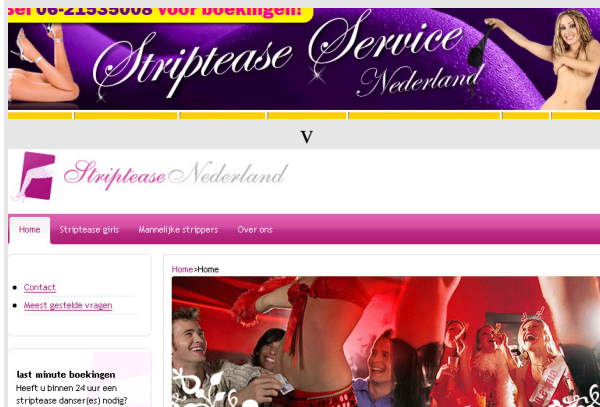 bel 06-21535008 voor boekingen!
Striptease Service
Nederland
V
Striptease Nederland
Home Striptease girls Mannelijke strippers Over ons
Home>Home
Contact
Meest gestelde vragen
last minute boekingen
Heeft u binnen 24 uur een
striptease danser(es) nodig?